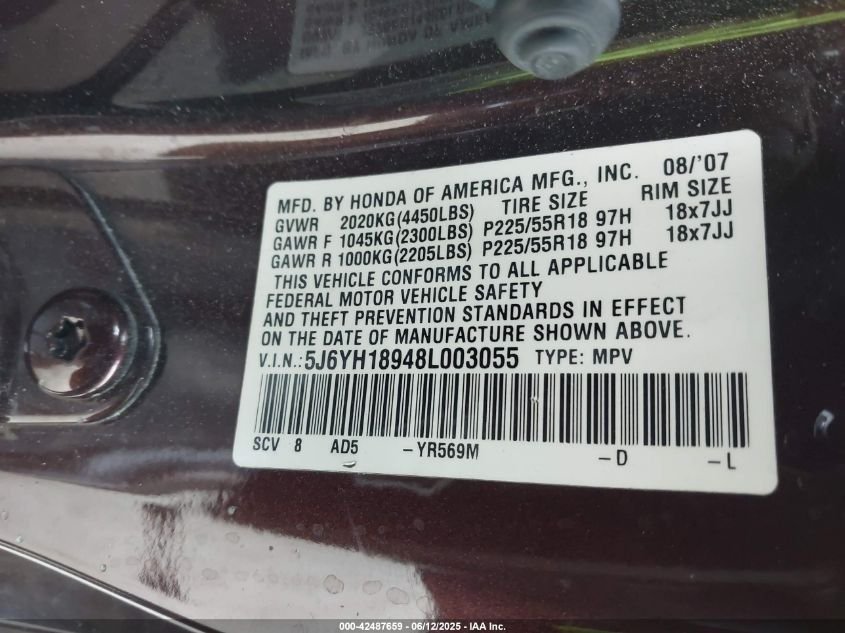 MFD. BY HONDA OF AMERICA MFG., INC. 08/'07
GVWR 2020KG(4450LBS) TIRE SIZE RIM SIZE
GAWR F 1045KG(2300LBS) P225/55R18 97H 18x7JJ
GAWR R 1000KG(2205LBS) P225/55R18 97H 18x7JJ
THIS VEHICLE CONFORMS TO ALL APPLICABLE
FEDERAL MOTOR VEHICLE SAFETY
AND THEFT PREVENTION STANDARDS IN EFFECT
ON THE DATE OF MANUFACTURE SHOWN ABOVE.
V.I.N.: 5J6YH18948L003055 TYPE: MPV
SCV 8 AD5 -YR569M -D -L
000-42487659 - 06/12/2025 - IAA Inc.